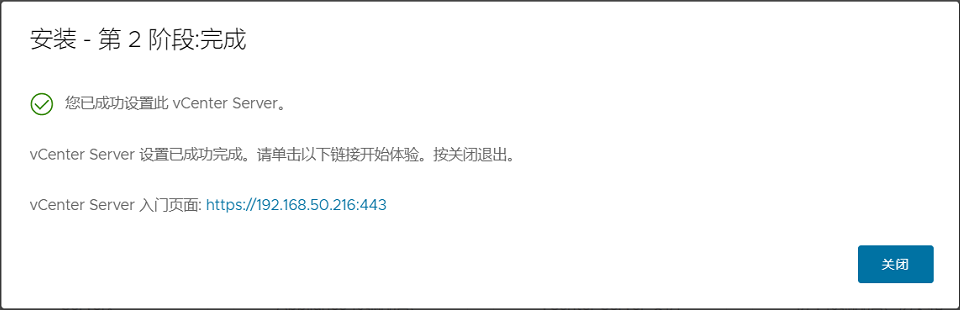 安装 - 第 2 阶段:完成
您已成功设置此 vCenter Server。
vCenter Server 设置已成功完成。请单击以下链接开始体验。按关闭退出。
vCenter Server 入门页面: https://192.168.50.216:443
关闭